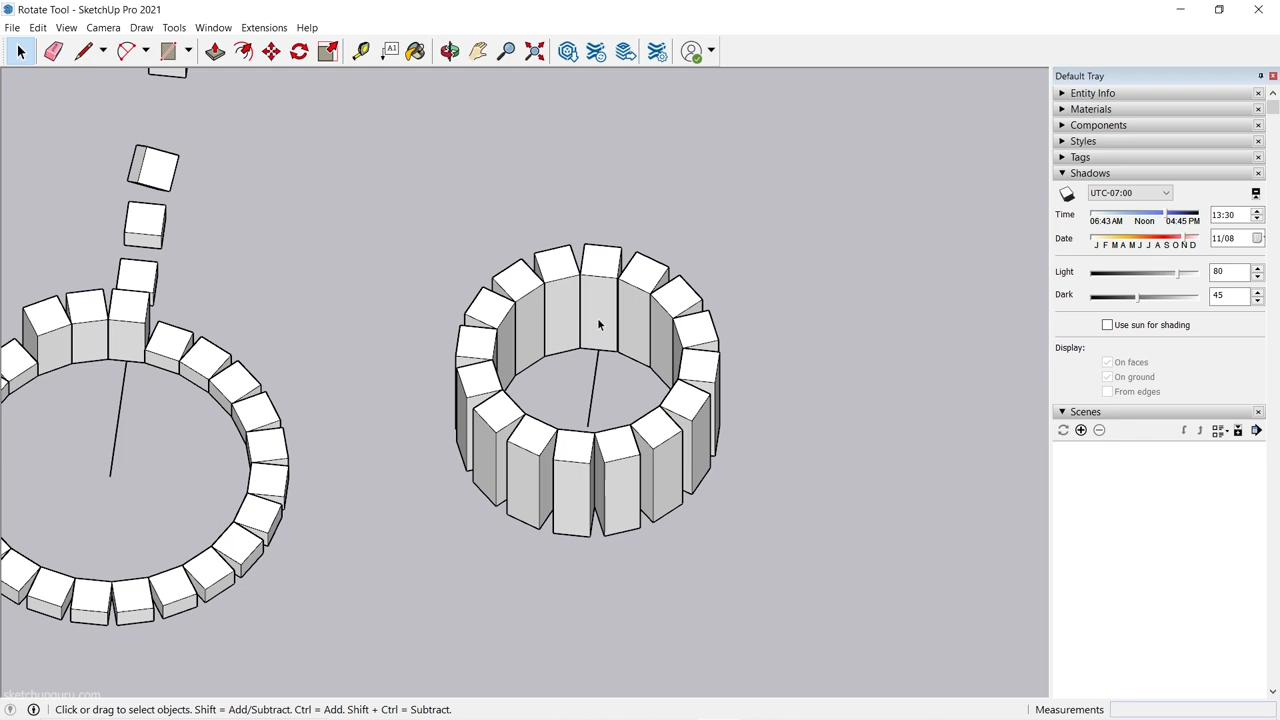 Rotate Tool - SketchUp Pro 2021
File Edit View Camera Draw Tools Window Extensions Help
A1
Default Tray
Entity Info
Materials
Components
Styles
Tags
Shadows
UTC-07:00
Time 06:43 AM Noon 04:45 PM 13:30
Date J F M A M J J A S O N D 11/08
Light 80
Dark 45
Use sun for shading
Display:
On faces
On ground
From edges
Scenes
sketchupguru.com
Click or drag to select objects. Shift = Add/Subtract. Ctrl = Add. Shift + Ctrl = Subtract.
Measurements